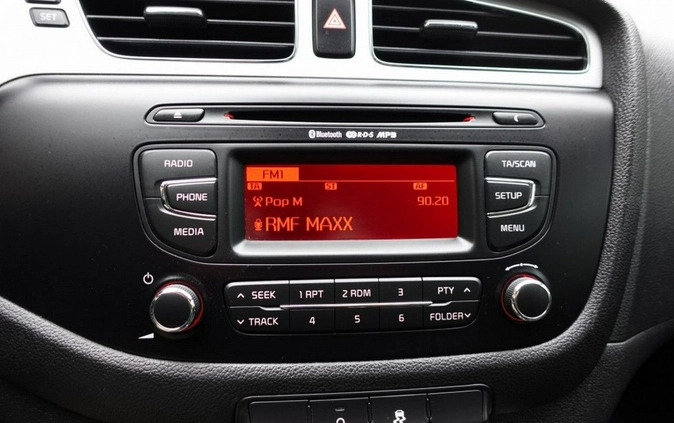 SET
Bluetooth R·D·S MP3
RADIO
PHONE
MEDIA
FM1
TA ST AF
Pop M 90.20
RMF MAXX
TA/SCAN
SETUP
MENU
SEEK 1 RPT 2 RDM 3 PTY
TRACK 4 5 6 FOLDER